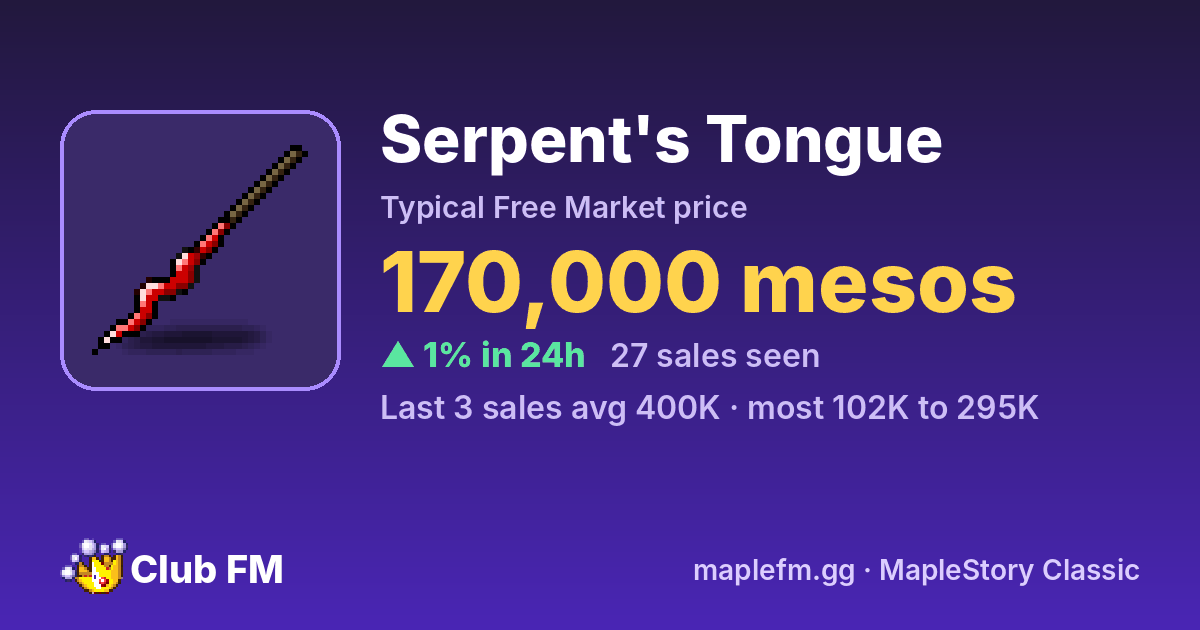 Serpent's Tongue
Typical Free Market price
170,000 mesos
▲ 1% in 24h   27 sales seen
Last 3 sales avg 400K · most 102K to 295K
Club FM
maplefm.gg · MapleStory Classic